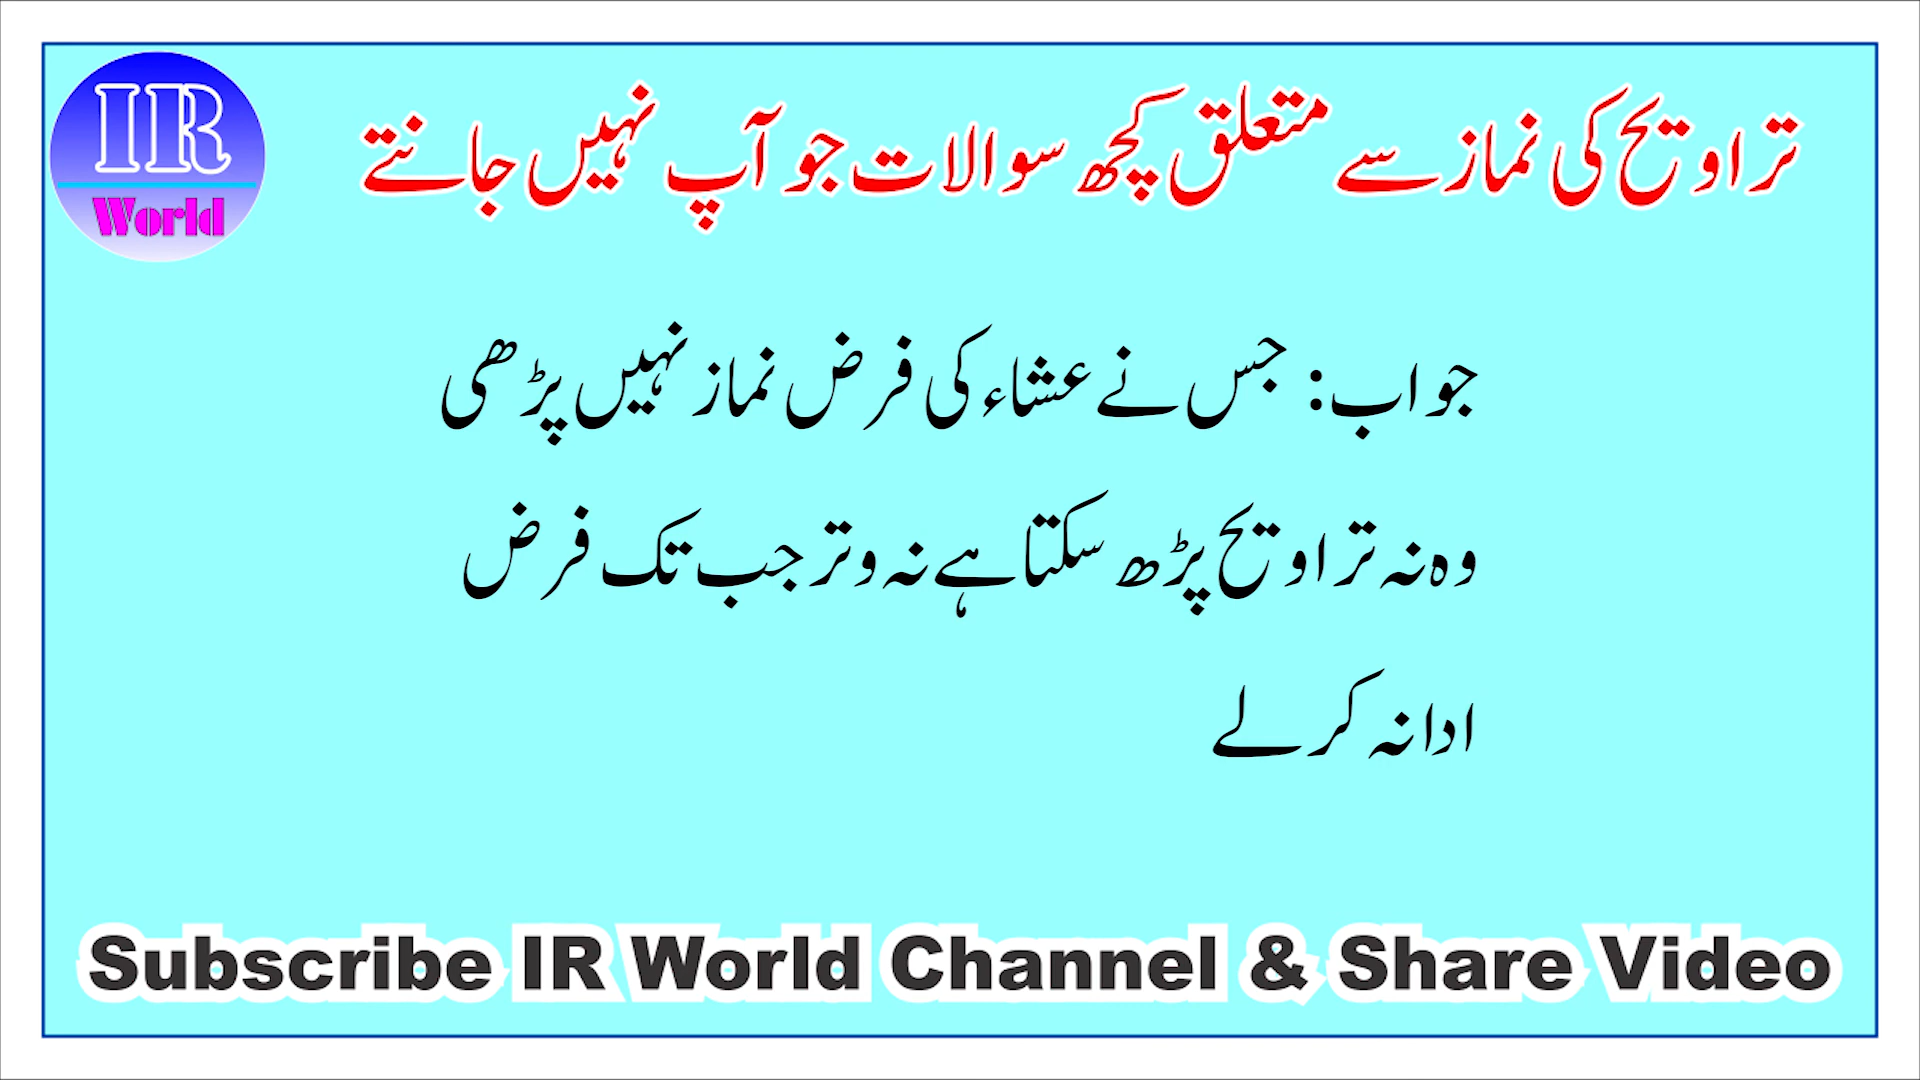 IR
World
تراویح کی نماز سے متعلق کچھ سوالات جو آپ نہیں جانتے
جواب: جس نے عشاء کی فرض نماز نہیں پڑھی
وہ نہ تراویح پڑھ سکتا ہے نہ وتر جب تک فرض
ادا نہ کرلے
Subscribe IR World Channel & Share Video